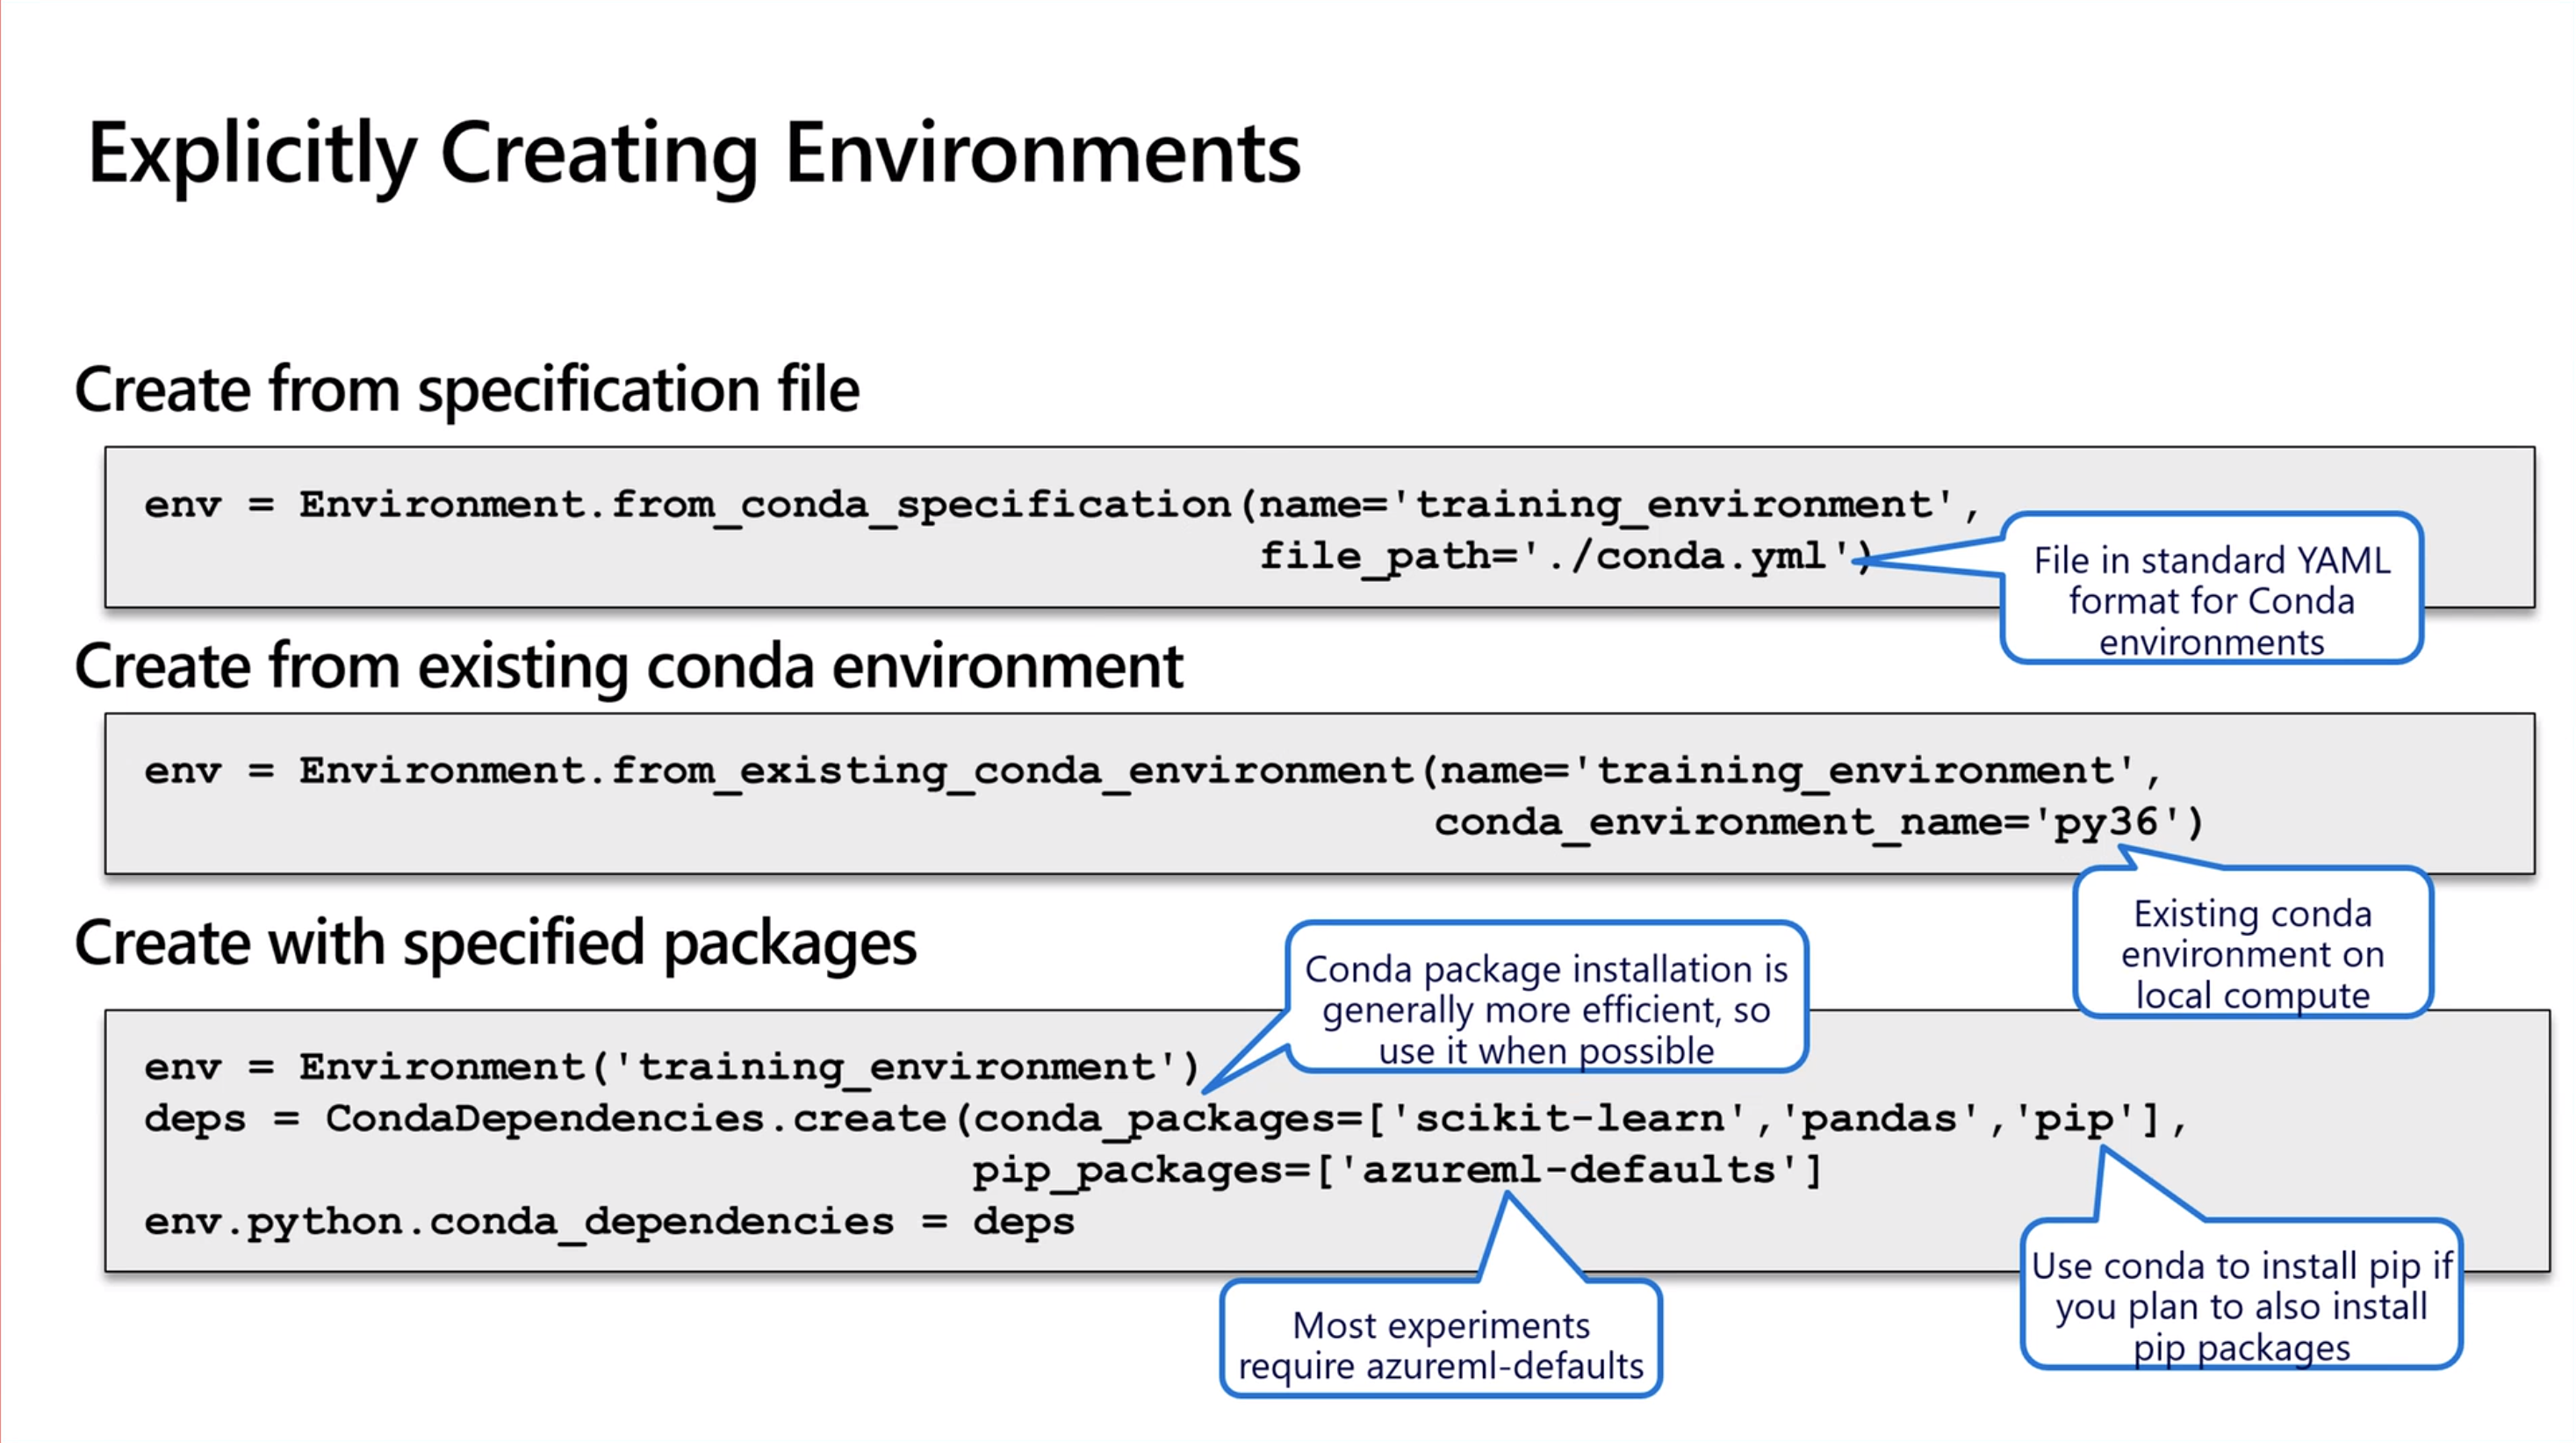 Explicitly Creating Environments
Create from specification file
env = Environment.from_conda_specification(name='training_environment',
file_path='./conda.yml')
File in standard YAML
format for Conda
environments
Create from existing conda environment
env = Environment.from_existing_conda_environment(name='training_environment',
conda_environment_name='py36')
Existing conda
environment on
local compute
Create with specified packages
Conda package installation is
generally more efficient, so
use it when possible
env = Environment('training_environment')
deps = CondaDependencies.create(conda_packages=['scikit-learn','pandas','pip'],
pip_packages=['azureml-defaults']
env.python.conda_dependencies = deps
Use conda to install pip if
you plan to also install
pip packages
Most experiments
require azureml-defaults